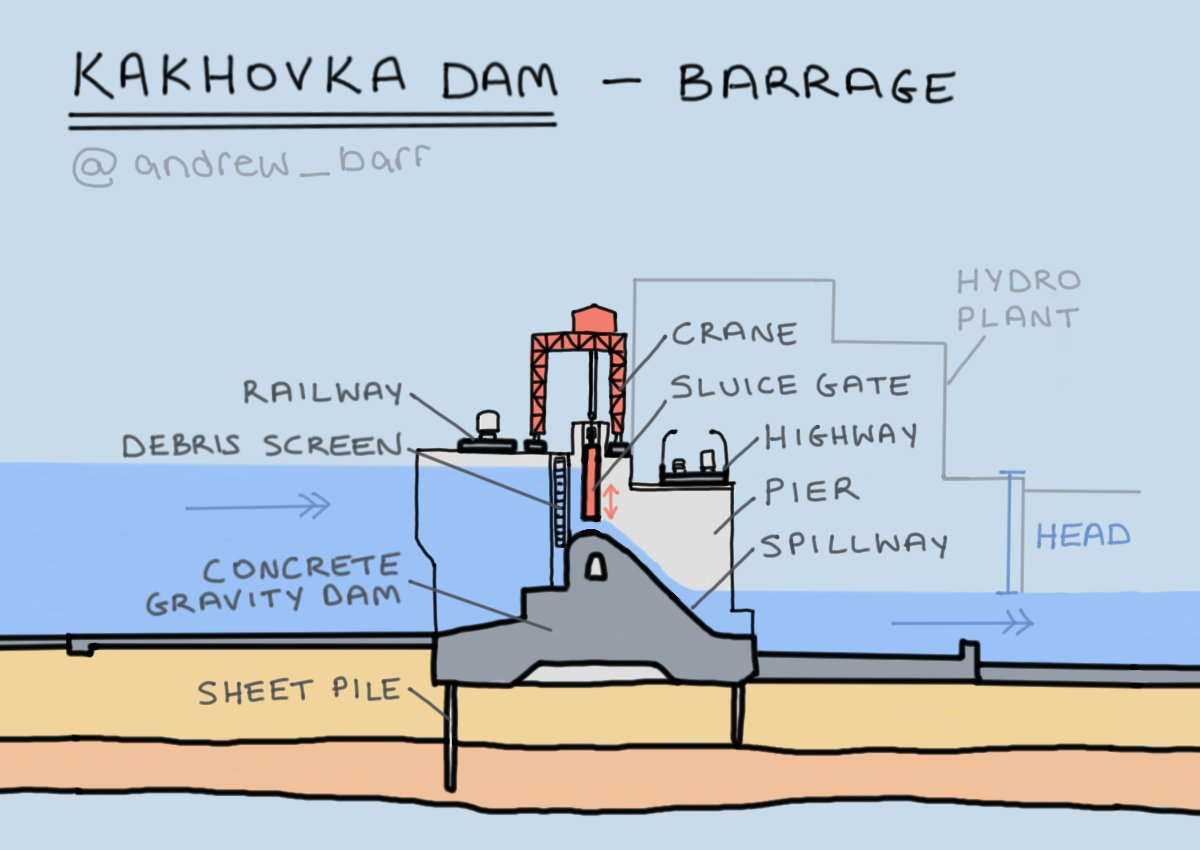 KAKHOVKA DAM – BARRAGE
@andrew_barr
HYDRO
PLANT
CRANE
RAILWAY
SLUICE GATE
DEBRIS SCREEN
HIGHWAY
PIER
HEAD
SPILLWAY
CONCRETE
GRAVITY DAM
SHEET PILE